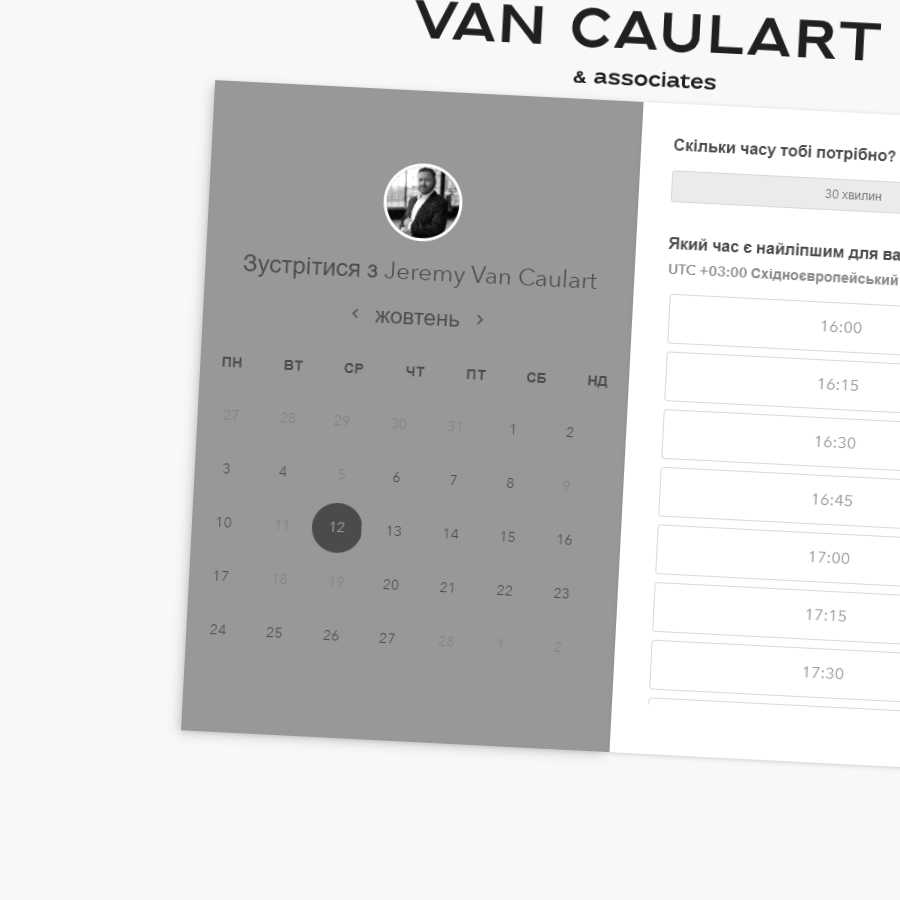 VAN CAULART
& associates
Зустрітися з Jeremy Van Caulart
‹ жовтень ›
ПН ВТ СР ЧТ ПТ СБ НД
27 28 29 30 31 1 2
3 4 5 6 7 8 9
10 11 12 13 14 15 16
17 18 19 20 21 22 23
24 25 26 27 28 1 2
Скільки часу тобі потрібно?
30 хвилин
Який час є найліпшим для ва
UTC +03:00 Східноєвропейський
16:00
16:15
16:30
16:45
17:00
17:15
17:30